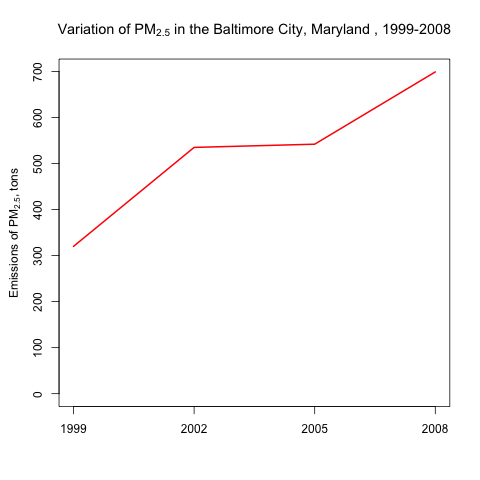 Variation of PM2.5 in the Baltimore City, Maryland , 1999-2008
Emissions of PM2.5, tons
700
600
500
400
300
200
100
0
1999 2002 2005 2008